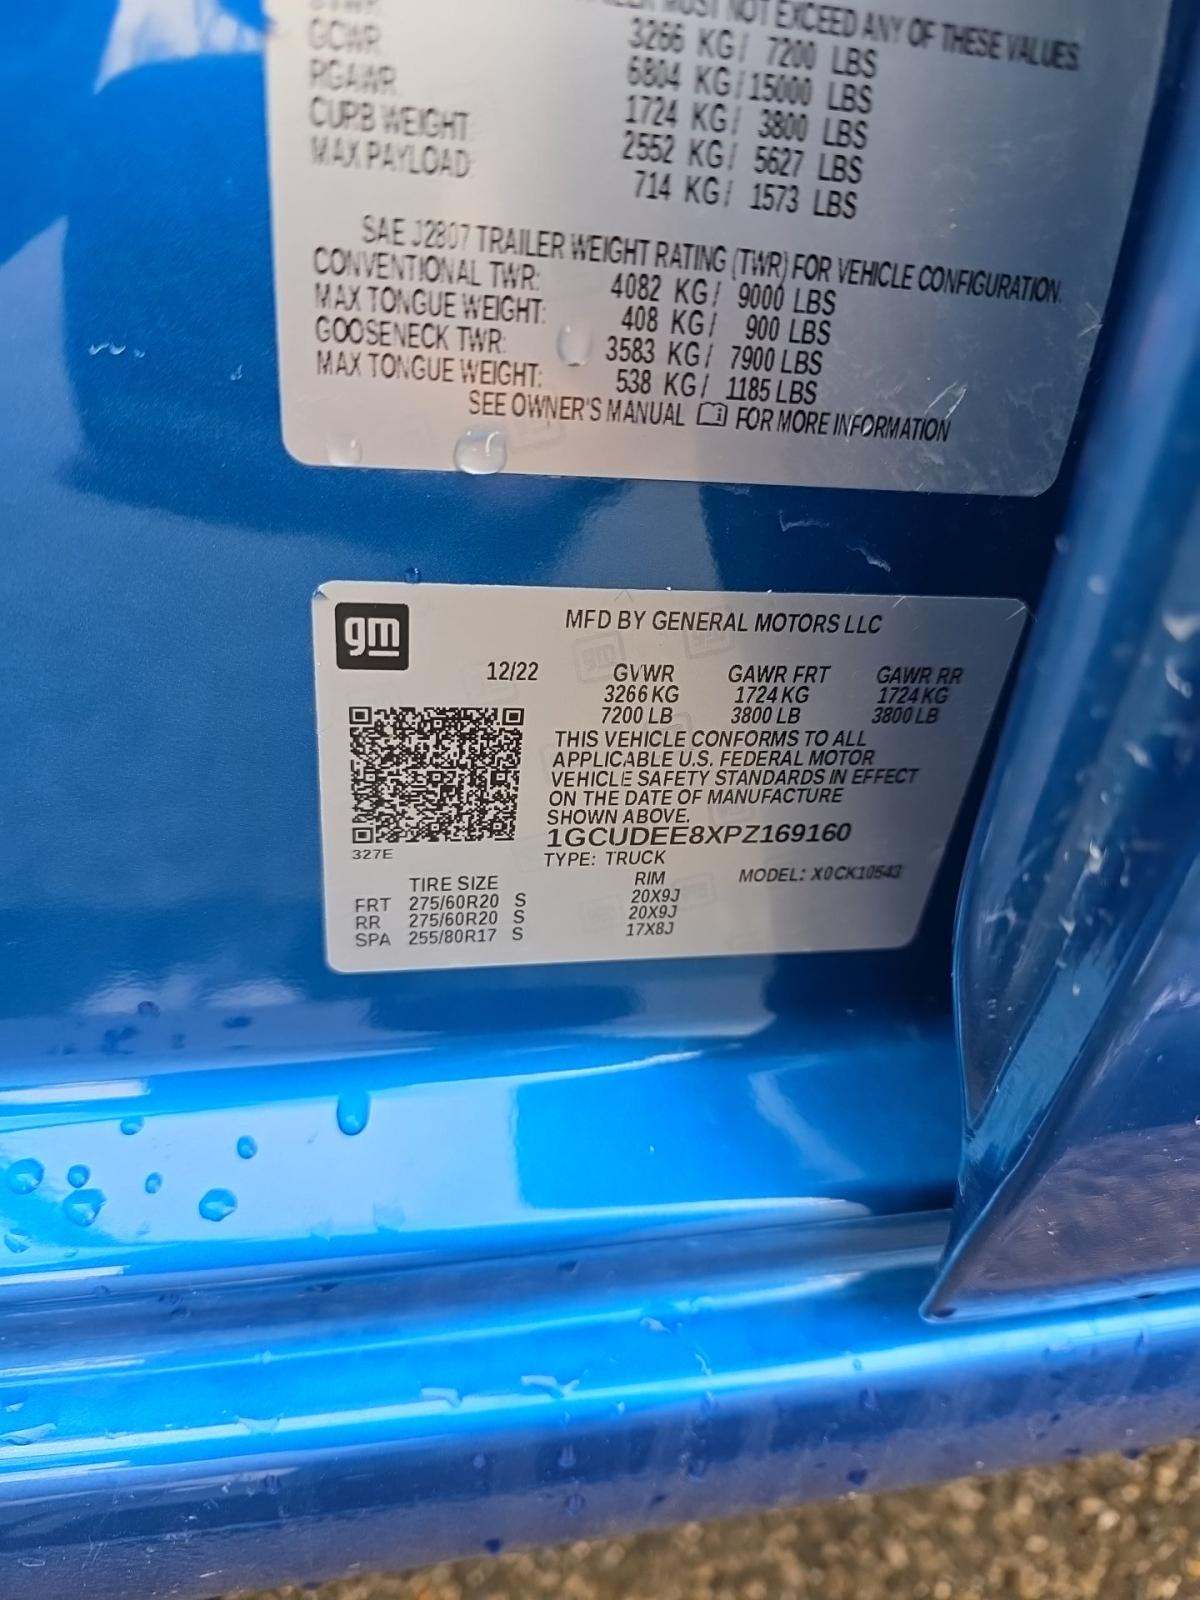 TRAILER MUST NOT EXCEED ANY OF THESE VALUES.
GVWR 3266 KG/ 7200 LBS
GCWR 6804 KG/ 15000 LBS
RGAWR 1724 KG/ 3800 LBS
CURB WEIGHT 2552 KG/ 5627 LBS
MAX PAYLOAD 714 KG/ 1573 LBS
SAE J2807 TRAILER WEIGHT RATING (TWR) FOR VEHICLE CONFIGURATION.
CONVENTIONAL TWR: 4082 KG/ 9000 LBS
MAX TONGUE WEIGHT: 408 KG/ 900 LBS
GOOSENECK TWR: 3583 KG/ 7900 LBS
MAX TONGUE WEIGHT: 538 KG/ 1185 LBS
SEE OWNER'S MANUAL FOR MORE INFORMATION
gm
MFD BY GENERAL MOTORS LLC
12/22 GVWR GAWR FRT GAWR RR
3266 KG 1724 KG 1724 KG
7200 LB 3800 LB 3800 LB
THIS VEHICLE CONFORMS TO ALL
APPLICABLE U.S. FEDERAL MOTOR
VEHICLE SAFETY STANDARDS IN EFFECT
ON THE DATE OF MANUFACTURE
SHOWN ABOVE.
1GCUDEE8XPZ169160
327E
TYPE: TRUCK
MODEL: X0CK10543
TIRE SIZE RIM
FRT 275/60R20 S 20X9J
RR 275/60R20 S 20X9J
SPA 255/80R17 S 17X8J